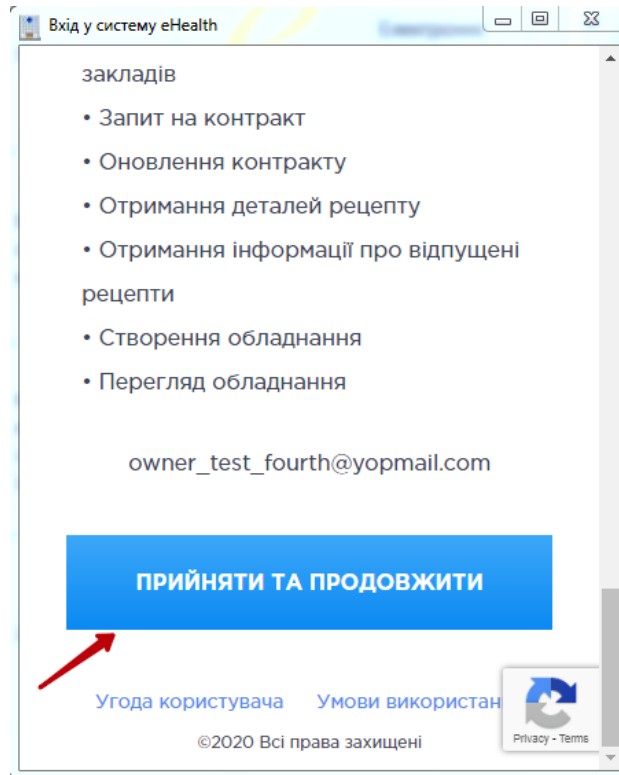 Вхід у систему eHealth
закладів
• Запит на контракт
• Оновлення контракту
• Отримання деталей рецепту
• Отримання інформації про відпущені
рецепти
• Створення обладнання
• Перегляд обладнання
owner_test_fourth@yopmail.com
ПРИЙНЯТИ ТА ПРОДОВЖИТИ
Угода користувача Умови використан
©2020 Всі права захищені
Privacy - Terms